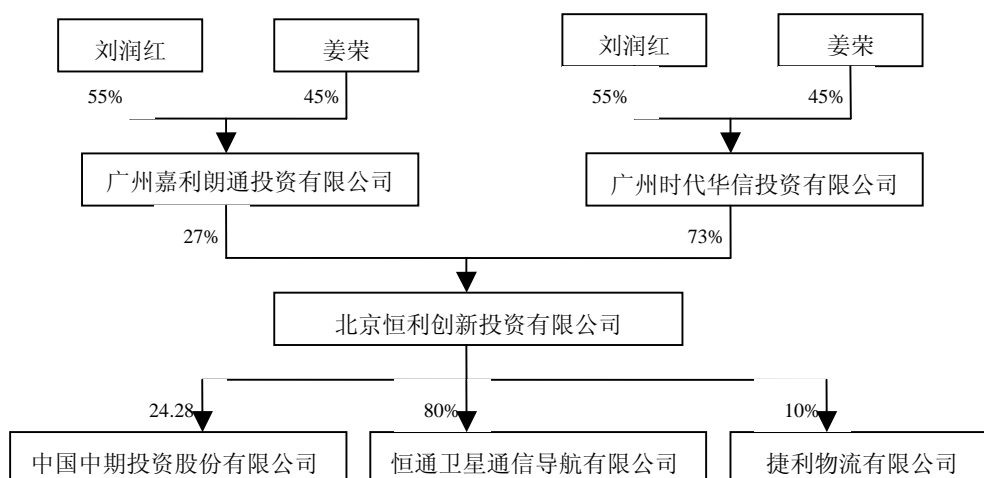 刘润红
姜荣
刘润红
姜荣
55%
45%
55%
45%
广州嘉利朗通投资有限公司
广州时代华信投资有限公司
27%
73%
北京恒利创新投资有限公司
24.28
80%
10%
中国中期投资股份有限公司
恒通卫星通信导航有限公司
捷利物流有限公司